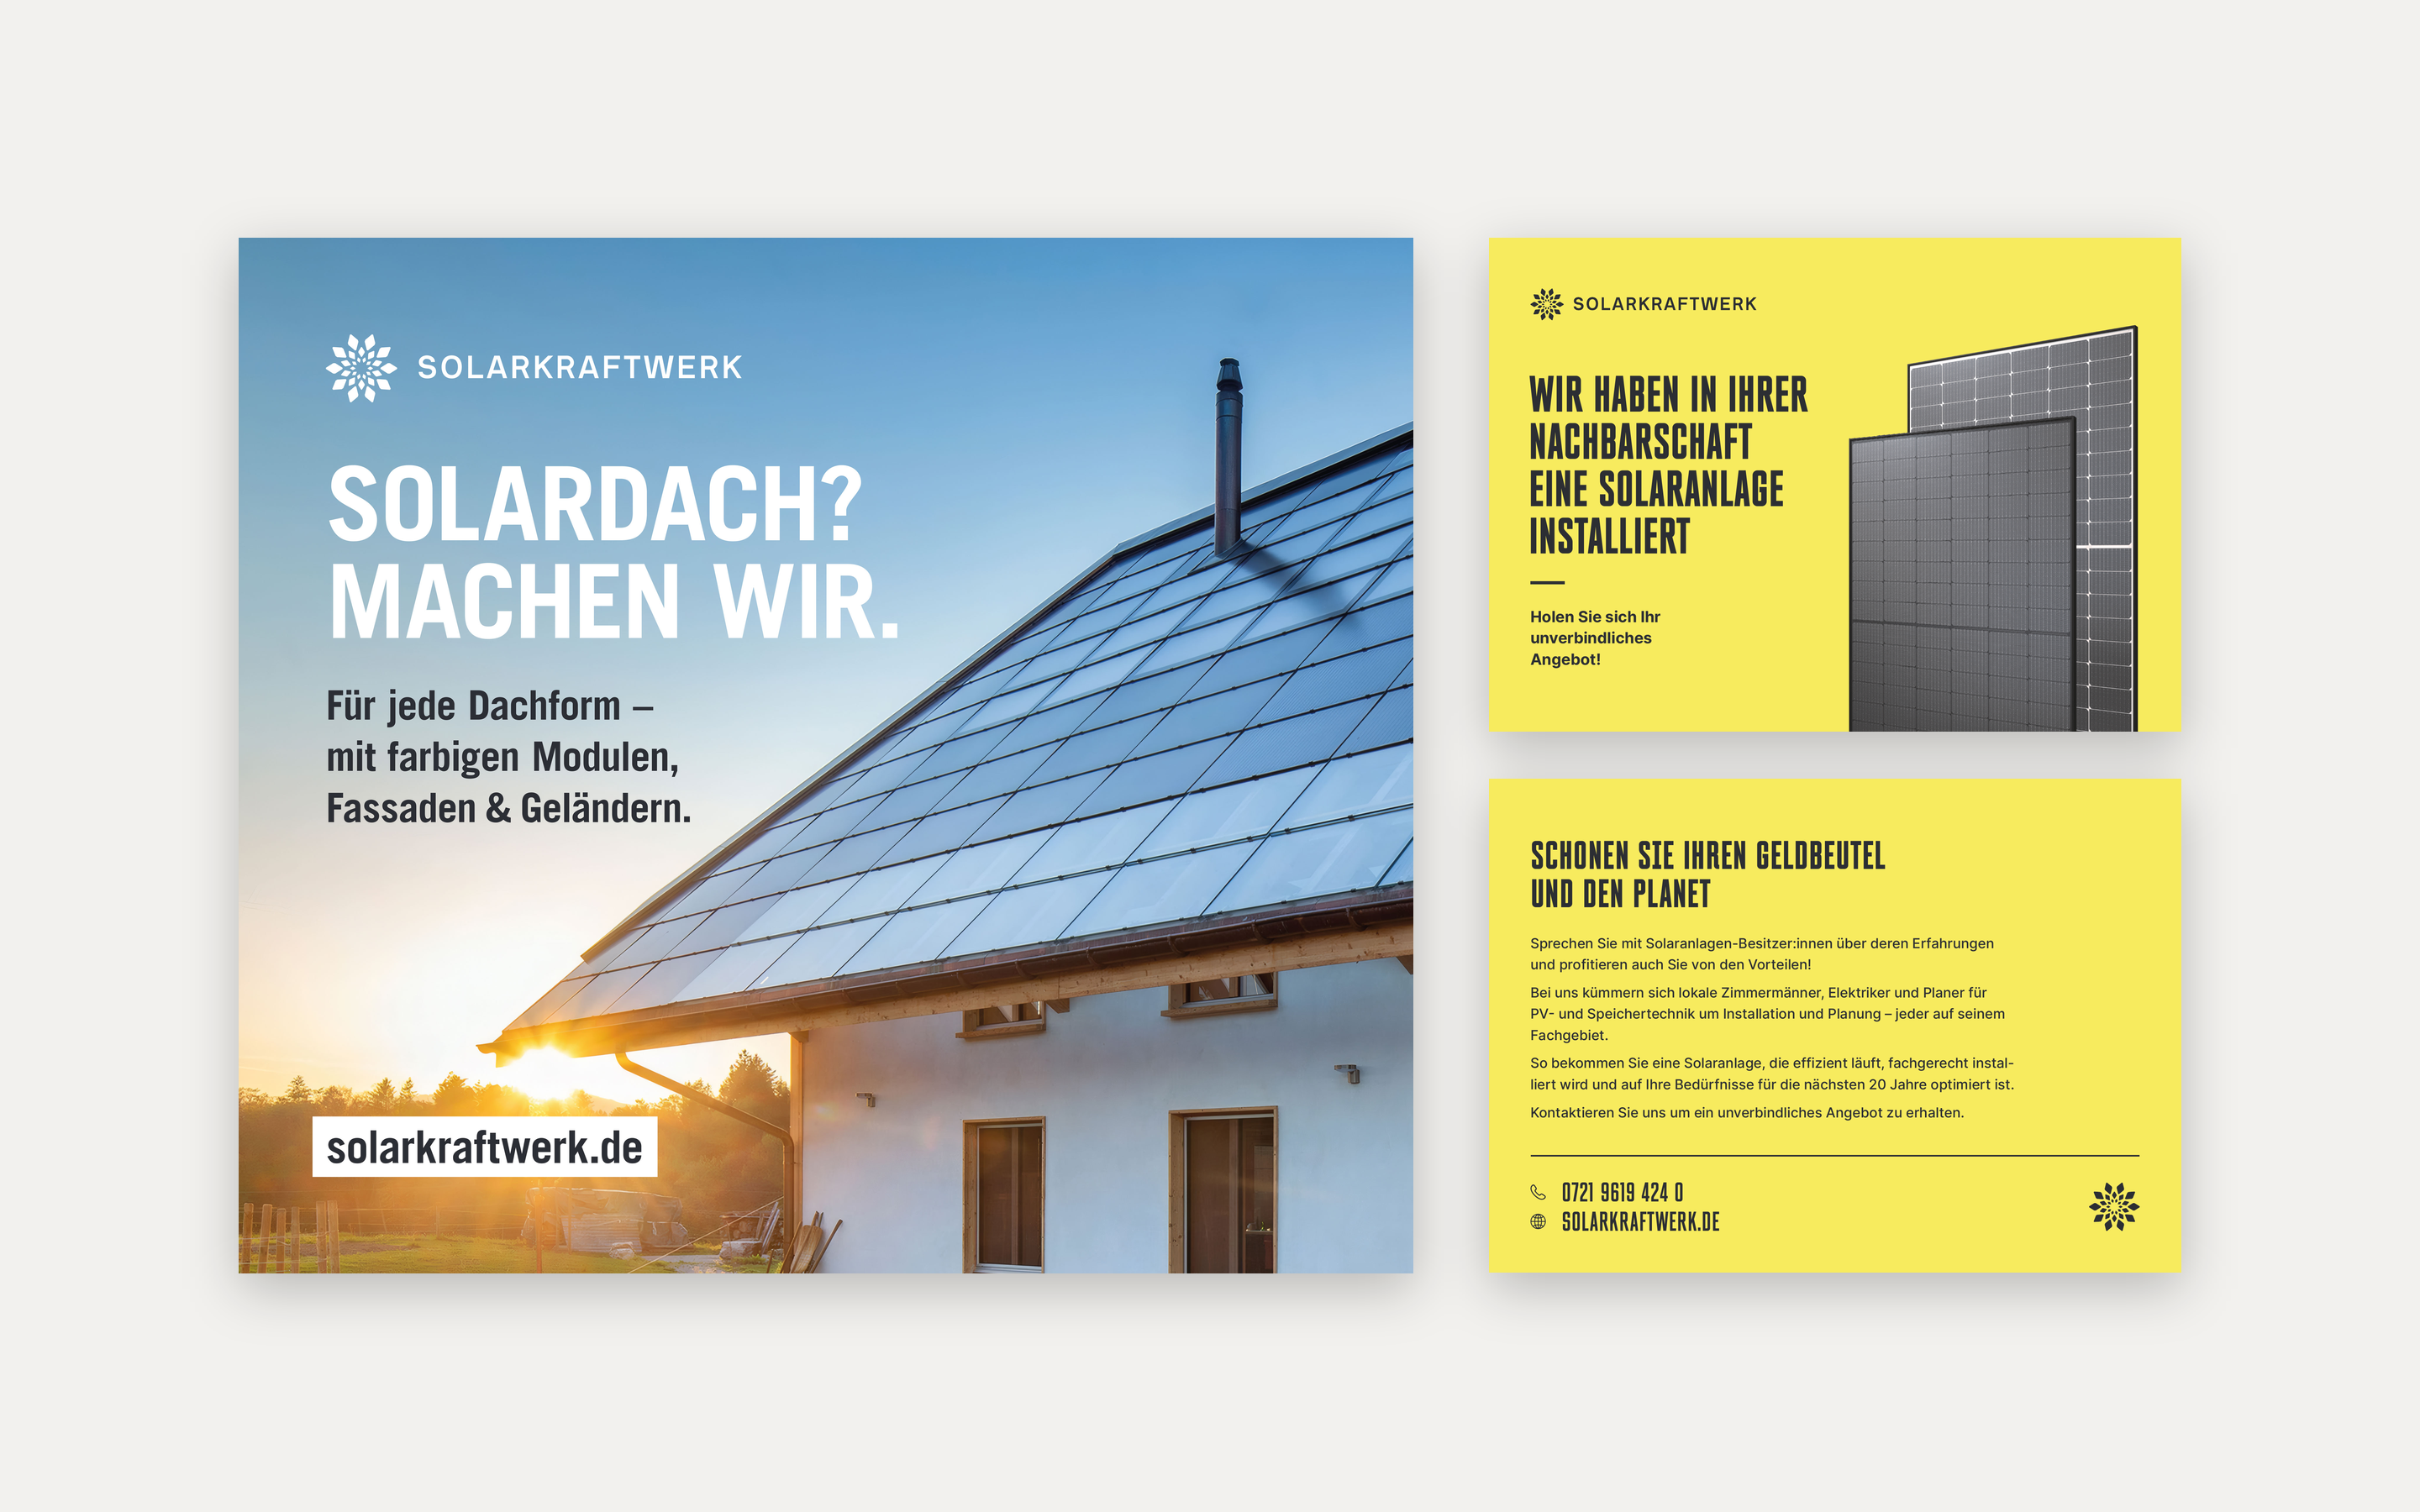 SOLARKRAFTWERK
SOLARDACH?
MACHEN WIR.
Für jede Dachform –
mit farbigen Modulen,
Fassaden & Geländern.
solarkraftwerk.de
SOLARKRAFTWERK
WIR HABEN IN IHRER
NACHBARSCHAFT
EINE SOLARANLAGE
INSTALLIERT
Holen Sie sich Ihr
unverbindliches
Angebot!
SCHONEN SIE IHREN GELDBEUTEL
UND DEN PLANET
Sprechen Sie mit Solaranlagen-Besitzer:innen über deren Erfahrungen
und profitieren auch Sie von den Vorteilen!
Bei uns kümmern sich lokale Zimmermänner, Elektriker und Planer für
PV- und Speichertechnik um Installation und Planung – jeder auf seinem
Fachgebiet.
So bekommen Sie eine Solaranlage, die effizient läuft, fachgerecht instal-
liert wird und auf Ihre Bedürfnisse für die nächsten 20 Jahre optimiert ist.
Kontaktieren Sie uns um ein unverbindliches Angebot zu erhalten.
0721 9619 424 0
SOLARKRAFTWERK.DE